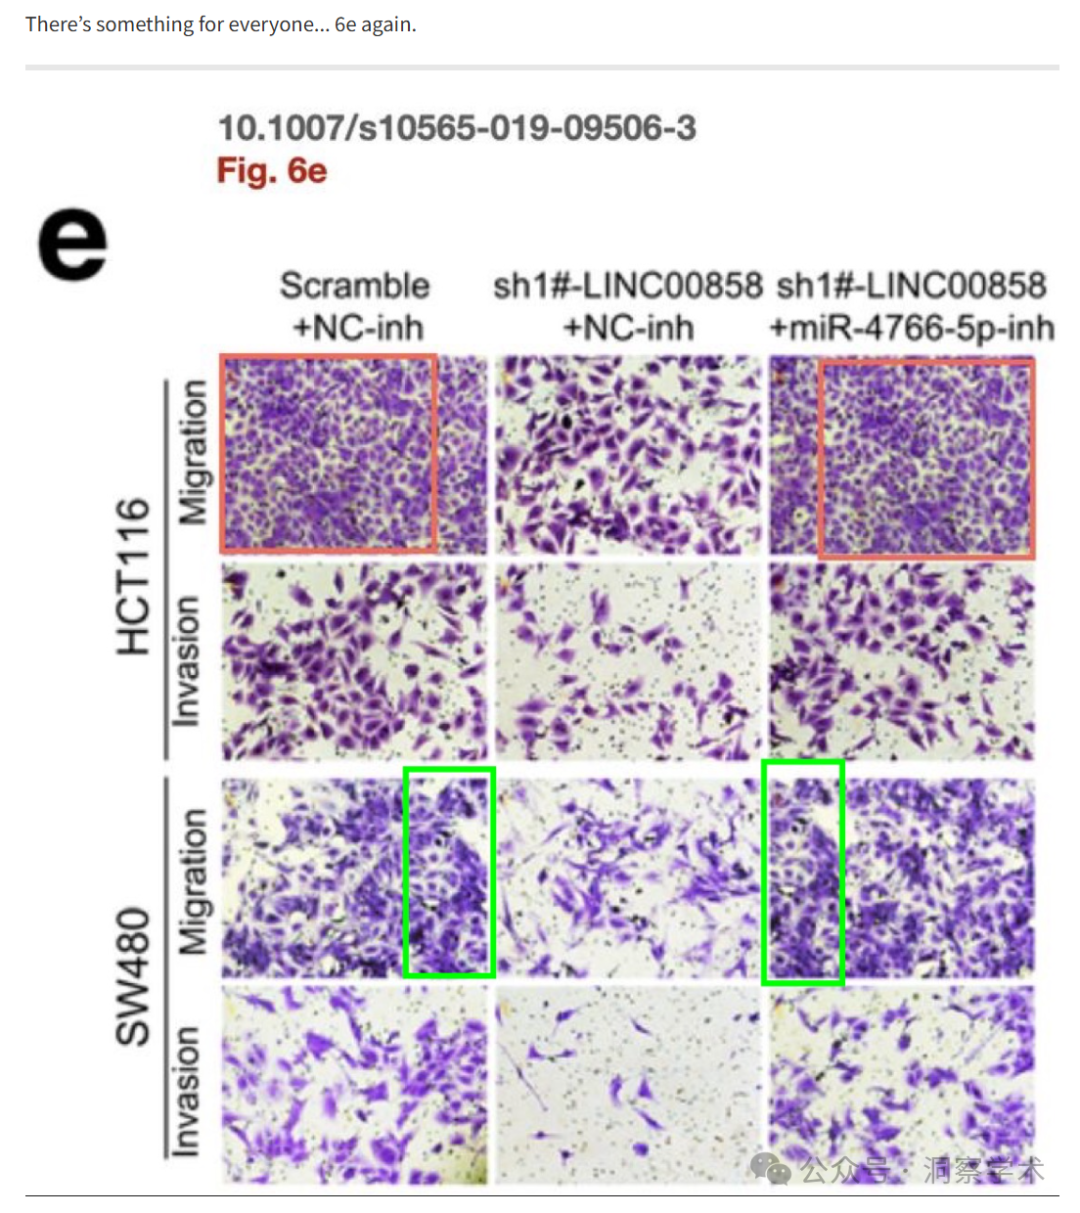 There’s something for everyone... 6e again.
10.1007/s10565-019-09506-3
Fig. 6e
e
Scramble
+NC-inh
sh1#-LINC00858
+NC-inh
sh1#-LINC00858
+miR-4766-5p-inh
HCT116
Migration
Invasion
SW480
Migration
Invasion
公众号 · 洞察学术